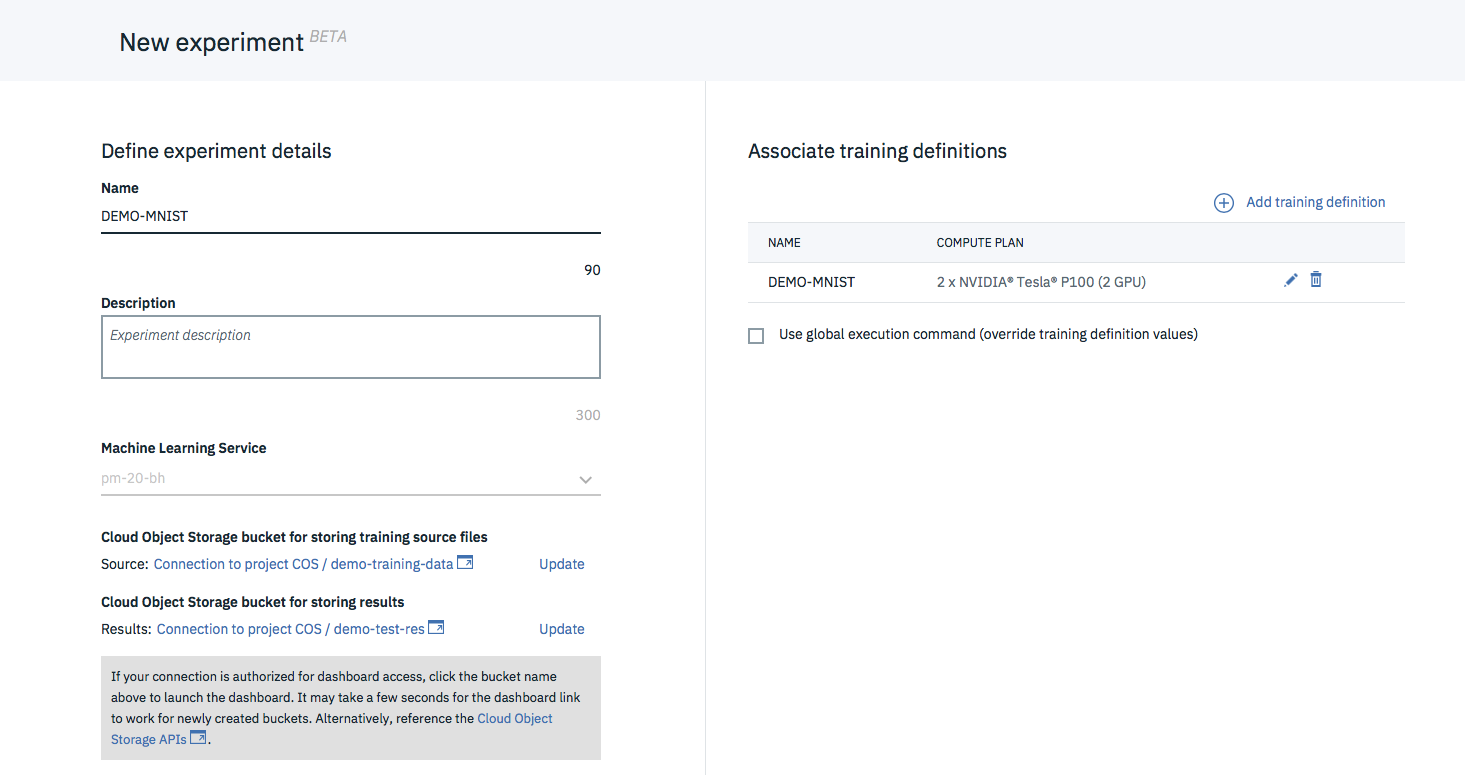 New experiment BETA
Define experiment details
Name
DEMO-MNIST
90
Description
Experiment description
300
Machine Learning Service
pm-20-bh
Cloud Object Storage bucket for storing training source files
Source: Connection to project COS / demo-training-data Update
Cloud Object Storage bucket for storing results
Results: Connection to project COS / demo-test-res Update
If your connection is authorized for dashboard access, click the bucket name
above to launch the dashboard. It may take a few seconds for the dashboard link
to work for newly created buckets. Alternatively, reference the Cloud Object
Storage APIs.
Associate training definitions
Add training definition
NAME COMPUTE PLAN
DEMO-MNIST 2 x NVIDIA® Tesla® P100 (2 GPU)
Use global execution command (override training definition values)